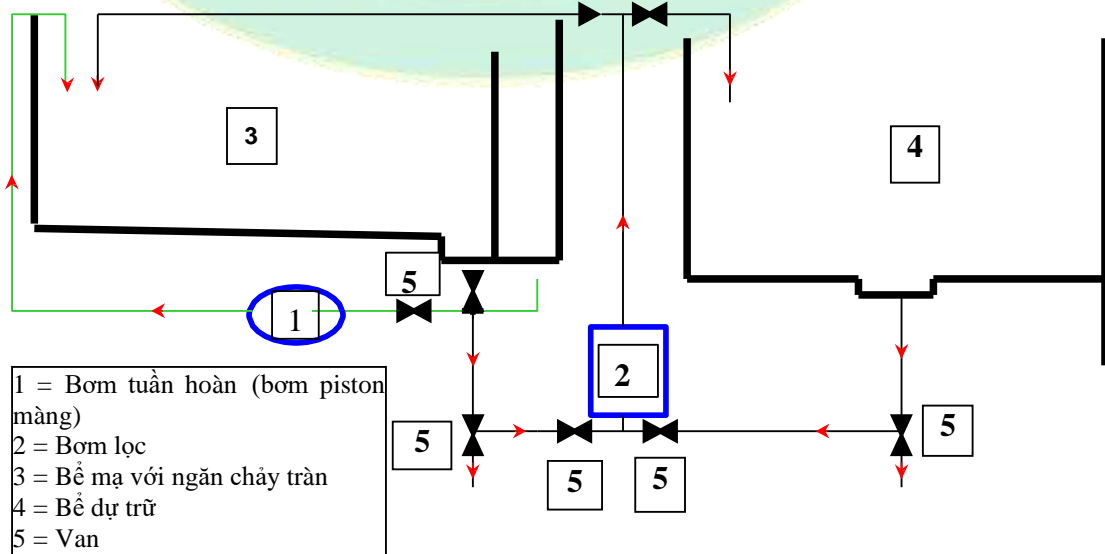 3
4
5
1
2
5
5
5
5
1 = Bơm tuần hoàn (bơm piston
màng)
2 = Bơm lọc
3 = Bể mạ với ngăn chảy tràn
4 = Bể dự trữ
5 = Van